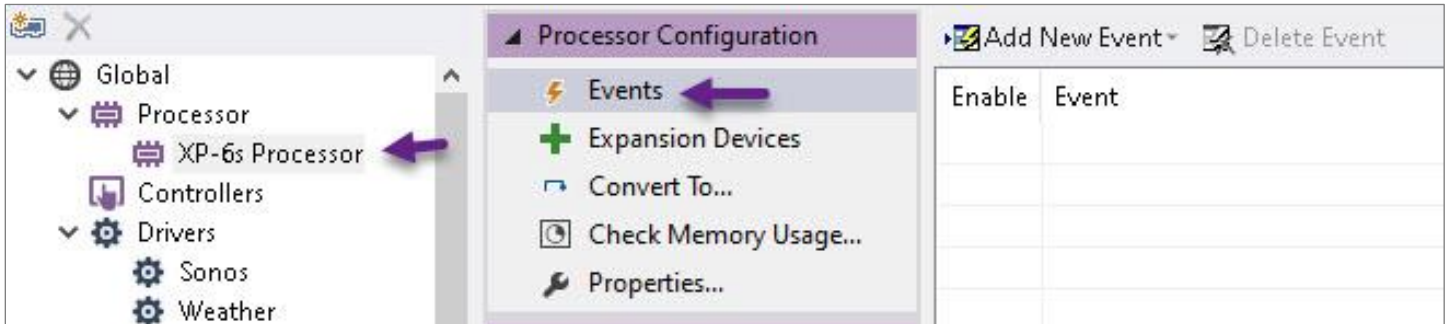 Global
Processor
XP-6s Processor
Controllers
Drivers
Sonos
Weather
Processor Configuration
Events
Expansion Devices
Convert To...
Check Memory Usage...
Properties...
Add New Event Delete Event
Enable Event